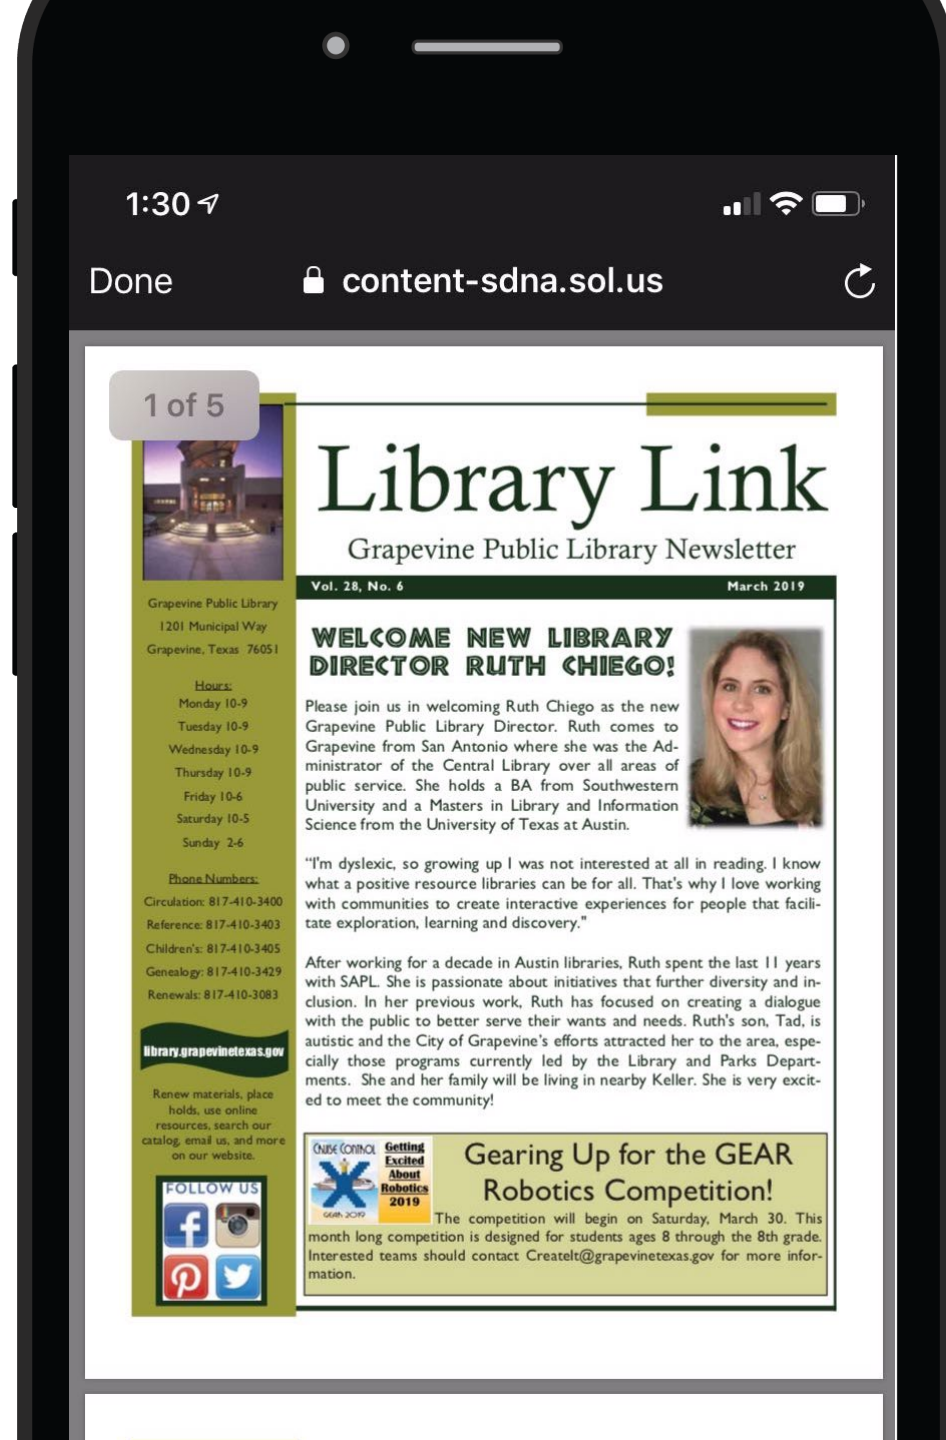 1:30
Done
content-sdna.sol.us
1 of 5
Library Link
Grapevine Public Library Newsletter
Vol. 28, No. 6
March 2019
Grapevine Public Library
1201 Municipal Way
Grapevine, Texas 76051
Hours:
Monday 10-9
Tuesday 10-9
Wednesday 10-9
Thursday 10-9
Friday 10-6
Saturday 10-5
Sunday 2-6
Phone Numbers:
Circulation: 817-410-3400
Reference: 817-410-3403
Children's: 817-410-3405
Genealogy: 817-410-3429
Renewals: 817-410-3083
library.grapevinetexas.gov
Renew materials, place
holds, use online
resources, search our
catalog, email us, and more
on our website.
FOLLOW US
WELCOME NEW LIBRARY
DIRECTOR RUTH CHIEGO!
Please join us in welcoming Ruth Chiego as the new
Grapevine Public Library Director. Ruth comes to
Grapevine from San Antonio where she was the Ad-
ministrator of the Central Library over all areas of
public service. She holds a BA from Southwestern
University and a Masters in Library and Information
Science from the University of Texas at Austin.
“I'm dyslexic, so growing up I was not interested at all in reading. I know
what a positive resource libraries can be for all. That's why I love working
with communities to create interactive experiences for people that facili-
tate exploration, learning and discovery."
After working for a decade in Austin libraries, Ruth spent the last 11 years
with SAPL. She is passionate about initiatives that further diversity and in-
clusion. In her previous work, Ruth has focused on creating a dialogue
with the public to better serve their wants and needs. Ruth's son, Tad, is
autistic and the City of Grapevine's efforts attracted her to the area, espe-
cially those programs currently led by the Library and Parks Depart-
ments. She and her family will be living in nearby Keller. She is very excit-
ed to meet the community!
CRUISE CONTROL
GEAR 2019
Getting
Excited
About
Robotics
2019
Gearing Up for the GEAR
Robotics Competition!
The competition will begin on Saturday, March 30. This
month long competition is designed for students ages 8 through the 8th grade.
Interested teams should contact CreateIt@grapevinetexas.gov for more infor-
mation.